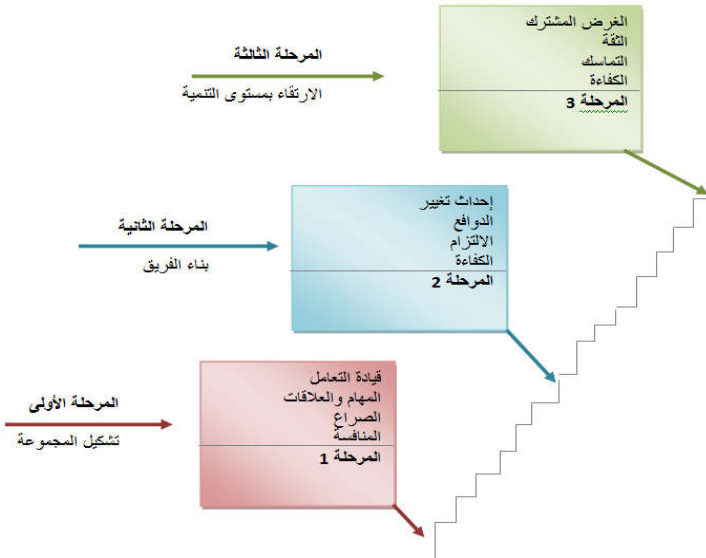 الغرض المشترك
الثقة
التماسك
الكفاءة
المرحلة 3
المرحلة الثالثة
الارتقاء بمستوى التنمية
إحداث تغيير
الدوافع
الالتزام
الكفاءة
المرحلة 2
المرحلة الثانية
بناء الفريق
قيادة التعامل
المهام والعلاقات
الصراع
المنافسة
المرحلة 1
المرحلة الأولى
تشكيل المجموعة